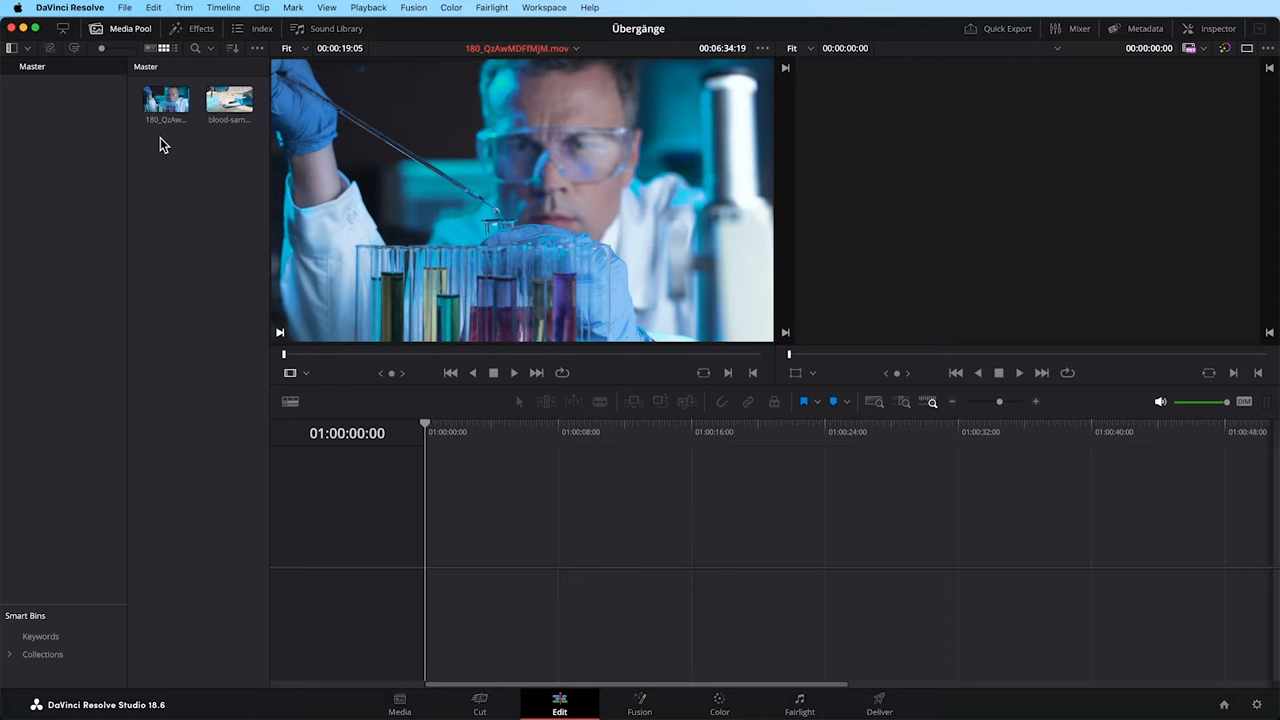 DaVinci Resolve File Edit Trim Timeline Clip Mark View Playback Fusion Color Fairlight Workspace Help
Media Pool Effects Index Sound Library Übergänge Quick Export Mixer Metadata Inspector
Fit 00:00:19:05 180_QzAwMDFfMjM.mov 00:06:34:19 Fit 00:00:00:00 00:00:00:00
Master Master
180_QzAw... blood-sam...
01:00:00:00 01:00:00:00 01:00:08:00 01:00:16:00 01:00:24:00 01:00:32:00 01:00:40:00 01:00:48:00
DIM
Smart Bins
Keywords
Collections
DaVinci Resolve Studio 18.6 Media Cut Edit Fusion Color Fairlight Deliver